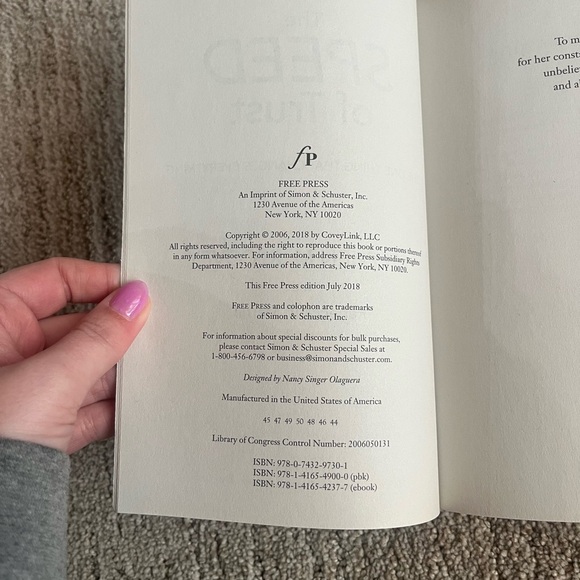 the
SPEED
of Trust
fP
FREE PRESS
An Imprint of Simon & Schuster, Inc.
1230 Avenue of the Americas
New York, NY 10020
Copyright © 2006, 2018 by CoveyLink, LLC
All rights reserved, including the right to reproduce this book or portions thereof
in any form whatsoever. For information, address Free Press Subsidiary Rights
Department, 1230 Avenue of the Americas, New York, NY 10020.
This Free Press edition July 2018
FREE PRESS and colophon are trademarks
of Simon & Schuster, Inc.
For information about special discounts for bulk purchases,
please contact Simon & Schuster Special Sales at
1-800-456-6798 or business@simonandschuster.com.
Designed by Nancy Singer Olaguera
Manufactured in the United States of America
45 47 49 50 48 46 44
Library of Congress Control Number: 2006050131
ISBN: 978-0-7432-9730-1
ISBN: 978-1-4165-4900-0 (pbk)
ISBN: 978-1-4165-4237-7 (ebook)
To m
for her const
unbelie
and a